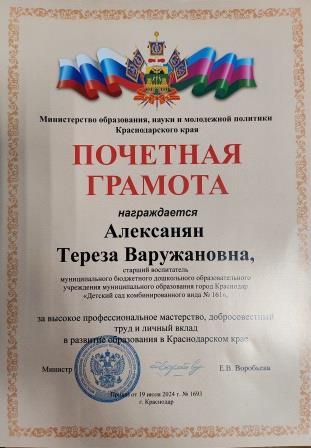 Министерство образования, науки и молодежной политики
Краснодарского края
ПОЧЕТНАЯ
ГРАМОТА
награждается
Алексанян
Тереза Варужановна,
старший воспитатель
муниципального бюджетного дошкольного образовательного
учреждения муниципального образования город Краснодар
«Детский сад комбинированного вида № 161»,
за высокое профессиональное мастерство, добросовестный
труд и личный вклад
в развитие образования в Краснодарском крае
Министр Е.В. Воробьева
Приказ от 19 июля 2024 г. № 1693
г. Краснодар